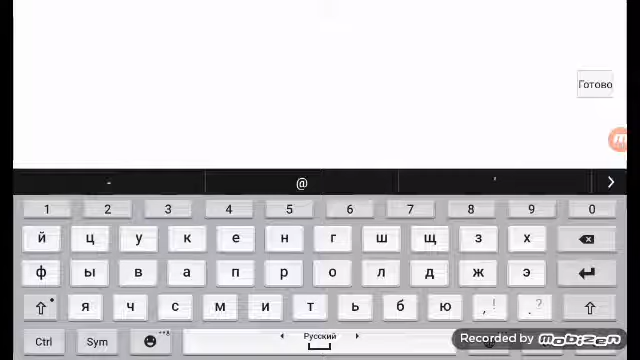 Готово
- @ '
1 2 3 4 5 6 7 8 9 0
й ц у к е н г ш щ з х
ф ы в а п р о л д ж э
я ч с м и т ь б ю , ! . ?
Ctrl Sym Русский
Recorded by mobizen